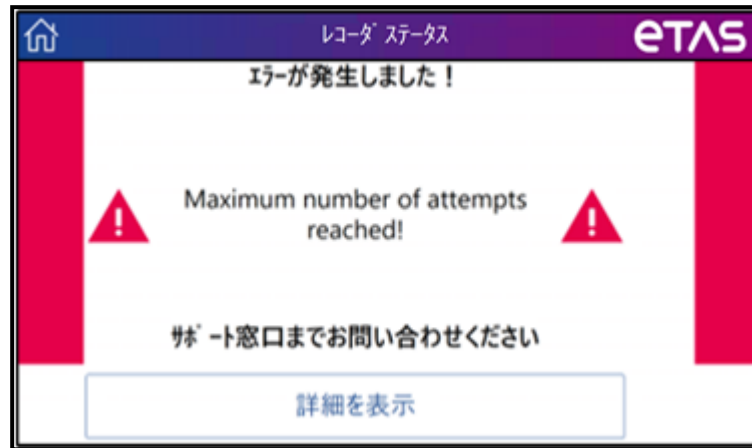 ﾚｺｰﾀﾞ ｽﾃｰﾀｽ
ETAS
ｴﾗｰが発生しました！
Maximum number of attempts
reached!
ｻﾎﾟｰﾄ窓口までお問い合わせください
詳細を表示